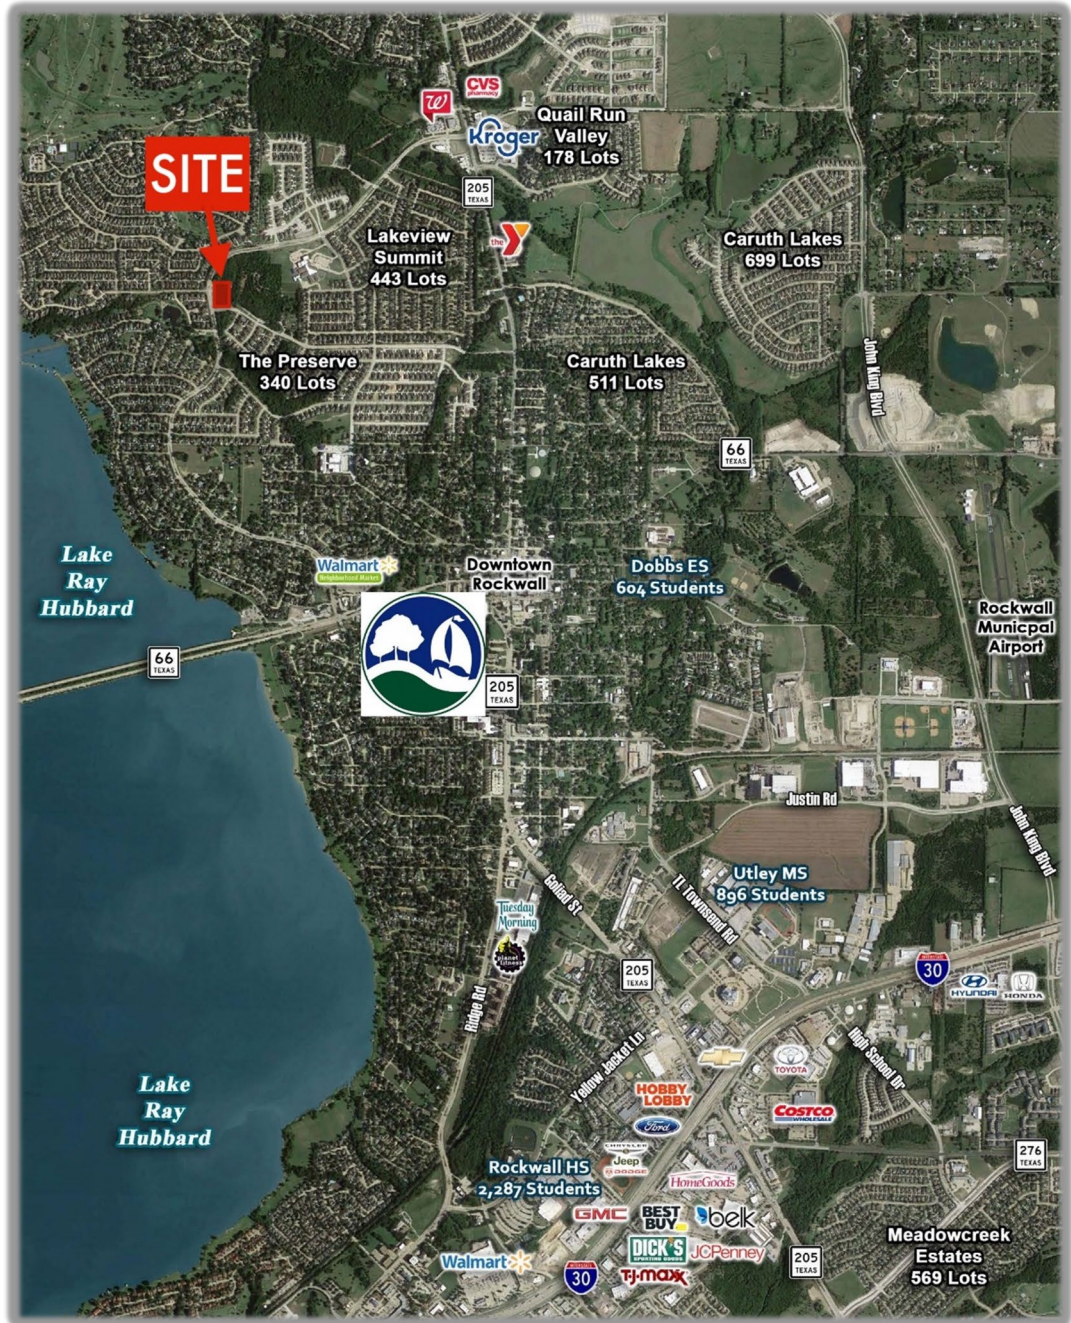 CVS
pharmacy
W
Kroger
Quail Run
Valley
178 Lots
SITE
205
TEXAS
the
Lakeview
Summit
443 Lots
Caruth Lakes
699 Lots
The Preserve
340 Lots
Caruth Lakes
511 Lots
John King Blvd
66
TEXAS
Lake
Ray
Hubbard
Walmart
Neighborhood Market
Downtown
Rockwall
Dobbs ES
604 Students
Rockwall
Municpal
Airport
66
TEXAS
205
TEXAS
Justin Rd
John King Blvd
Goliad St
TL Townsend Rd
Utley MS
896 Students
Tuesday
Morning
planet
fitness
Ridge Rd
205
TEXAS
INTERSTATE
30
HYUNDAI
HONDA
Yellow Jacket Ln
High School Dr
TOYOTA
HOBBY
LOBBY
COSTCO
WHOLESALE
Ford
Lake
Ray
Hubbard
CHRYSLER
Jeep
DODGE
276
TEXAS
Rockwall HS
2,287 Students
HomeGoods
GMC
BEST
BUY
belk
Meadowcreek
Estates
569 Lots
DICK'S
SPORTING GOODS
JCPenney
Walmart
INTERSTATE
30
T.J.maxx
205
TEXAS